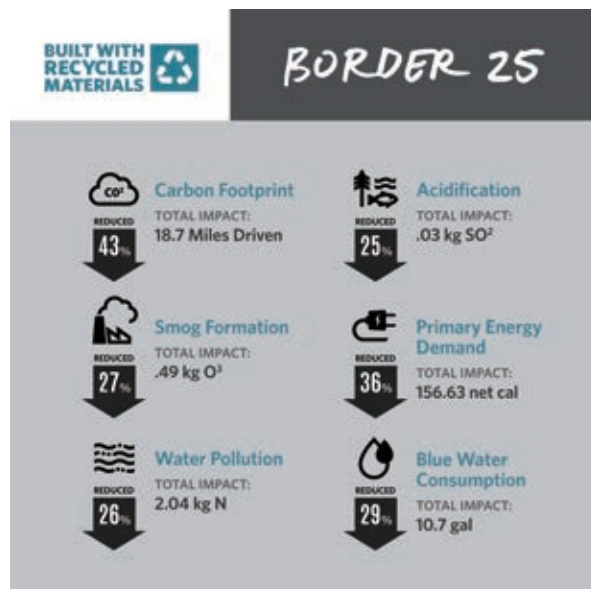 BUILT WITH
RECYCLED
MATERIALS
BORDER 25
CO²
Carbon Footprint
REDUCED
TOTAL IMPACT:
43%
18.7 Miles Driven
Acidification
REDUCED
TOTAL IMPACT:
25%
.03 kg SO²
Smog Formation
REDUCED
TOTAL IMPACT:
27%
.49 kg O³
Primary Energy
Demand
REDUCED
TOTAL IMPACT:
36%
156.63 net cal
Water Pollution
REDUCED
TOTAL IMPACT:
26%
2.04 kg N
Blue Water
Consumption
REDUCED
TOTAL IMPACT:
29%
10.7 gal